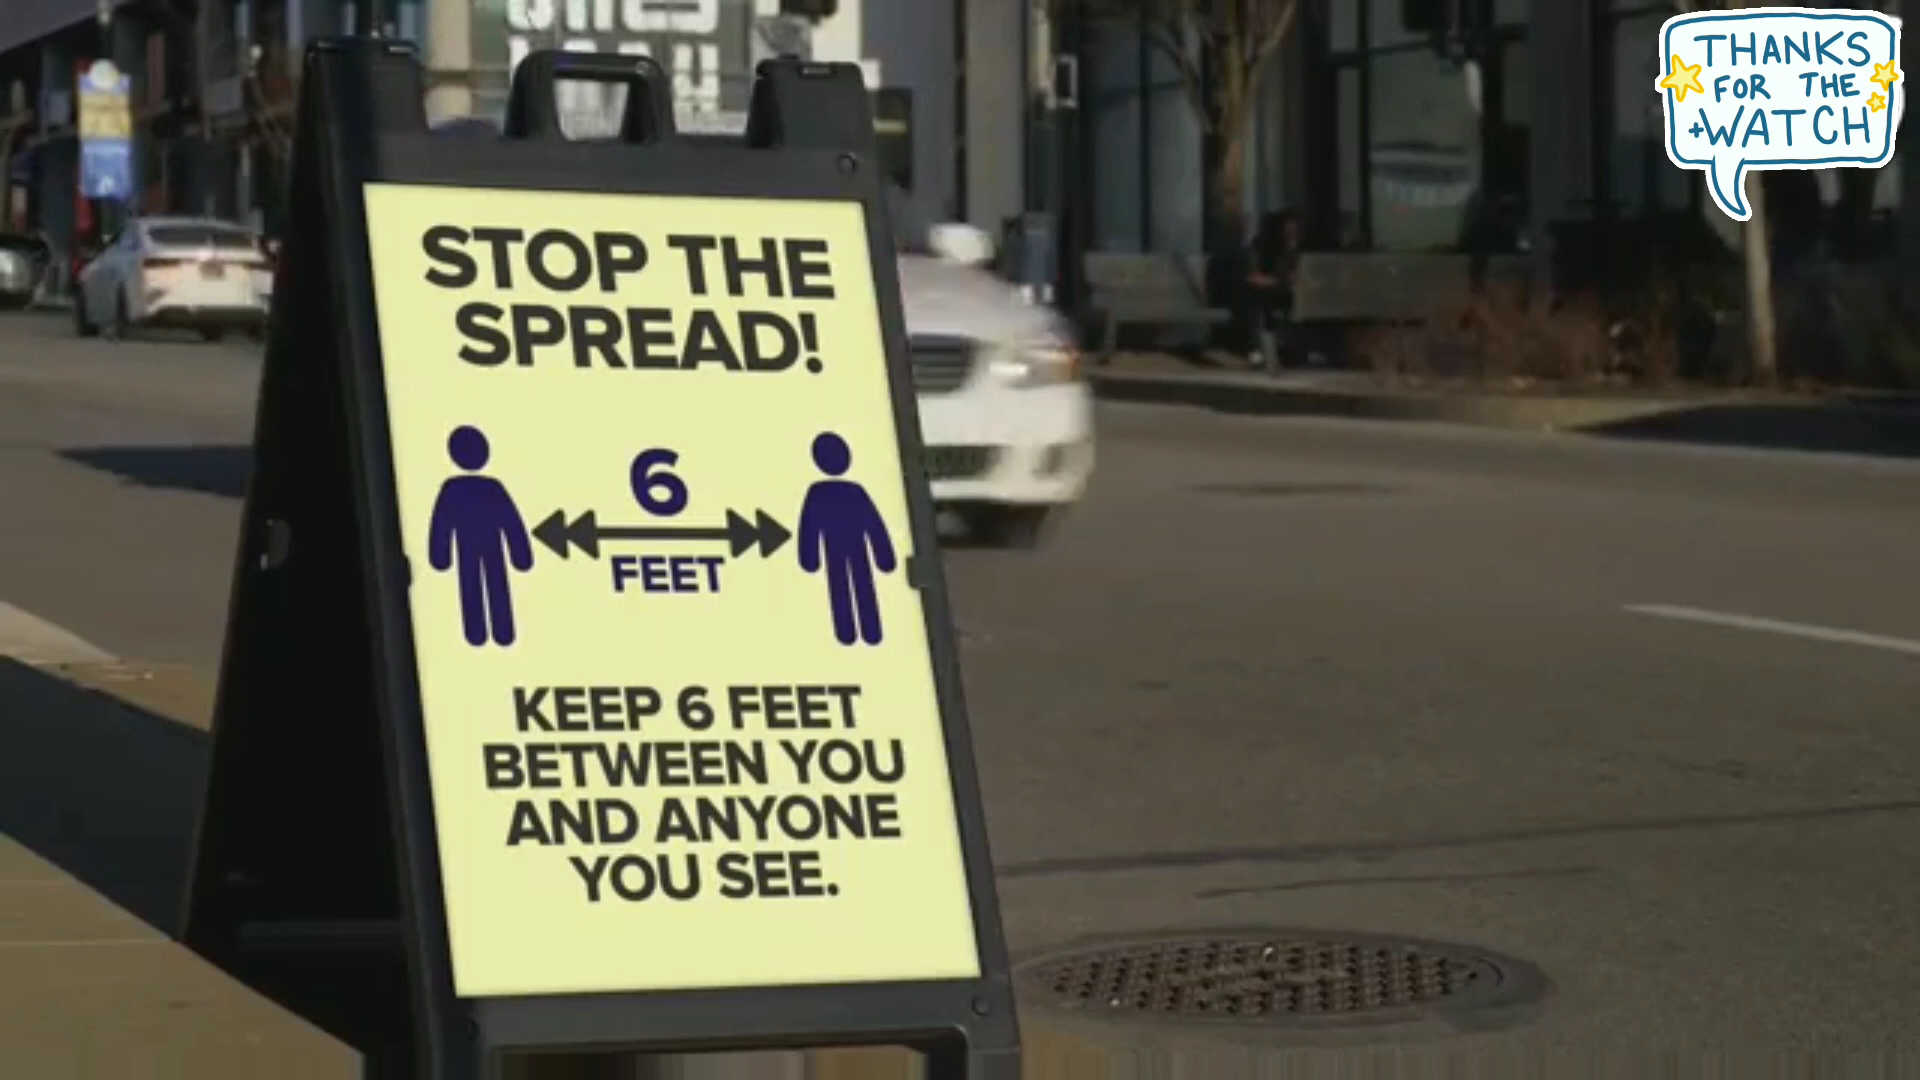 STOP THE
SPREAD!
6
FEET
KEEP 6 FEET
BETWEEN YOU
AND ANYONE
YOU SEE.
THANKS
FOR THE
WATCH